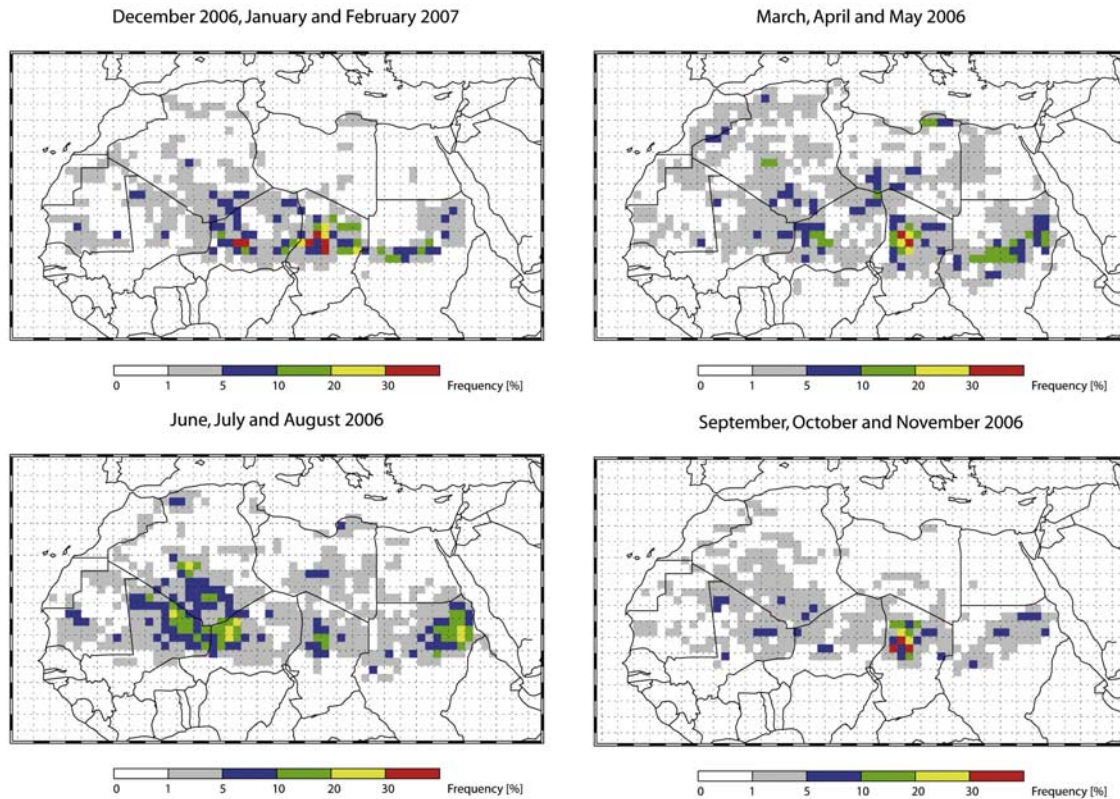 December 2006, January and February 2007
March, April and May 2006
0 1 5 10 20 30 Frequency [%]
0 1 5 10 20 30 Frequency [%]
June, July and August 2006
September, October and November 2006
0 1 5 10 20 30 Frequency [%]
0 1 5 10 20 30 Frequency [%]